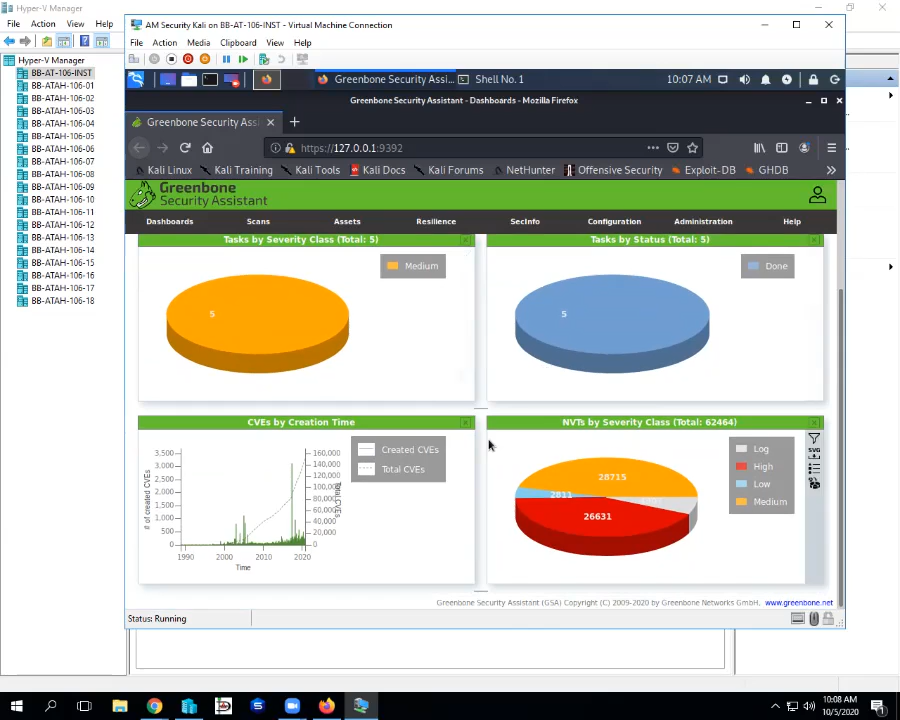 Hyper-V Manager
File Action View Help
Hyper-V Manager
BB-AT-106-INST
BB-ATAH-106-01
BB-ATAH-106-02
BB-ATAH-106-03
BB-ATAH-106-04
BB-ATAH-106-05
BB-ATAH-106-06
BB-ATAH-106-07
BB-ATAH-106-08
BB-ATAH-106-09
BB-ATAH-106-10
BB-ATAH-106-11
BB-ATAH-106-12
BB-ATAH-106-13
BB-ATAH-106-14
BB-ATAH-106-15
BB-ATAH-106-16
BB-ATAH-106-17
BB-ATAH-106-18
AM Security Kali on BB-AT-106-INST - Virtual Machine Connection
File Action Media Clipboard View Help
Greenbone Security Assi... Shell No. 1 10:07 AM
Greenbone Security Assistant - Dashboards - Mozilla Firefox
Greenbone Security Assi
https://127.0.0.1:9392
Kali Linux Kali Training Kali Tools Kali Docs Kali Forums NetHunter Offensive Security Exploit-DB GHDB
Greenbone
Security Assistant
Dashboards Scans Assets Resilience SecInfo Configuration Administration Help
Tasks by Severity Class (Total: 5)
Medium
5
Tasks by Status (Total: 5)
Done
5
CVEs by Creation Time
Created CVEs
Total CVEs
# of created CVEs
3,500
3,000
2,500
2,000
1,500
1,000
500
0
160,000
140,000
120,000
100,000
80,000
60,000
40,000
20,000
0
Total CVEs
1990 2000 2010 2020
Time
NVTs by Severity Class (Total: 62464)
Log
High
Low
Medium
28715
2811
26631
SVG
Greenbone Security Assistant (GSA) Copyright (C) 2009-2020 by Greenbone Networks GmbH. www.greenbone.net
Status: Running
10:08 AM
10/5/2020
1